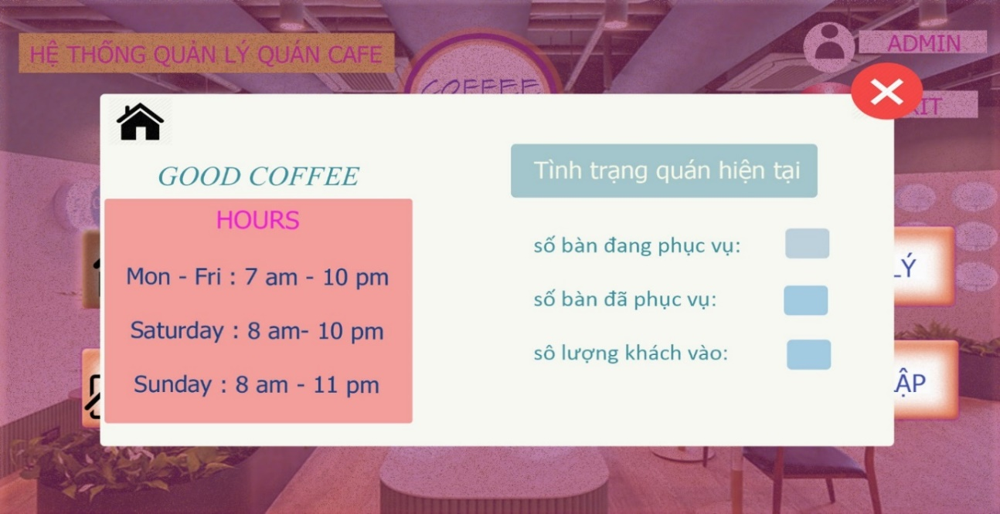 HỆ THỐNG QUẢN LÝ QUÁN CAFE
ADMIN
COFFEE
GOOD COFFEE
HOURS
Mon - Fri : 7 am - 10 pm
Saturday : 8 am- 10 pm
Sunday : 8 am - 11 pm
Tình trạng quán hiện tại
số bàn đang phục vụ:
số bàn đã phục vụ:
sô lượng khách vào:
LÝ
ẬP